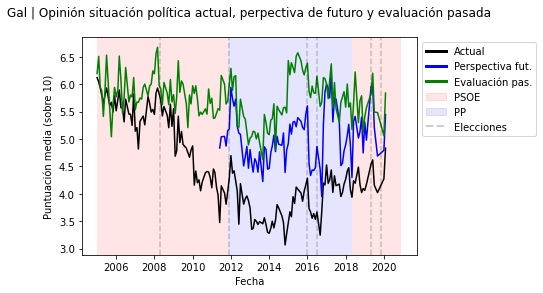 Gal | Opinión situación política actual, perpectiva de futuro y evaluación pasada
Puntuación media (sobre 10)
6.5
6.0
5.5
5.0
4.5
4.0
3.5
3.0
2006 2008 2010 2012 2014 2016 2018 2020
Fecha
Actual
Perspectiva fut.
Evaluación pas.
PSOE
PP
Elecciones